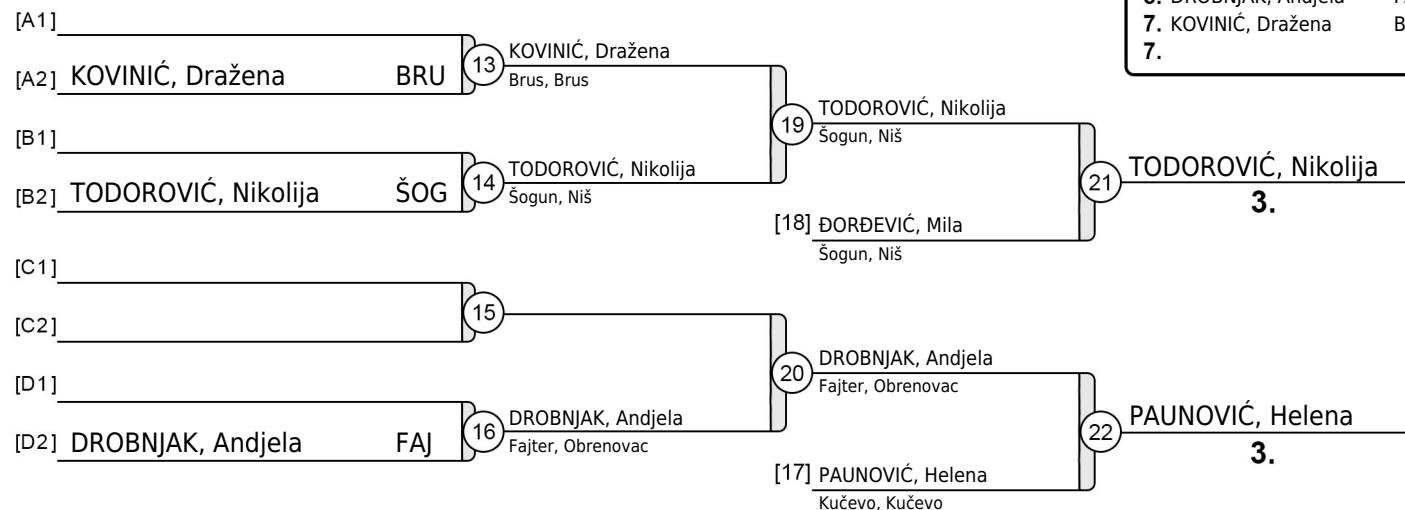 DROBNJAK, Andjela
7. KOVINIĆ, Dražena B
7.
[A1]
[A2] KOVINIĆ, Dražena BRU
13
KOVINIĆ, Dražena
Brus, Brus
[B1]
[B2] TODOROVIĆ, Nikolija ŠOG
14
TODOROVIĆ, Nikolija
Šogun, Niš
19
TODOROVIĆ, Nikolija
Šogun, Niš
[18] ĐORĐEVIĆ, Mila
Šogun, Niš
21
TODOROVIĆ, Nikolija
3.
[C1]
[C2]
15
[D1]
[D2] DROBNJAK, Andjela FAJ
16
DROBNJAK, Andjela
Fajter, Obrenovac
20
DROBNJAK, Andjela
Fajter, Obrenovac
[17] PAUNOVIĆ, Helena
Kučevo, Kučevo
22
PAUNOVIĆ, Helena
3.